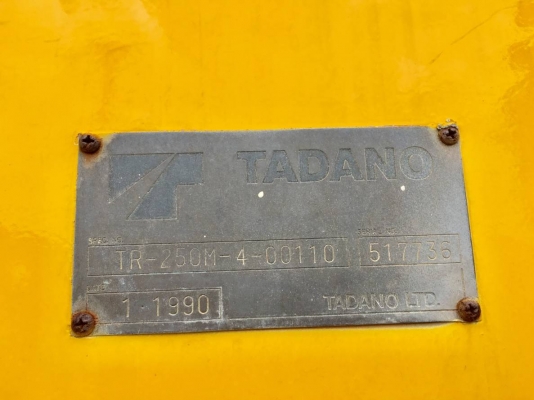 TADANO
TR-250M-4-00110 517736
1-1990
TADANO LTD.